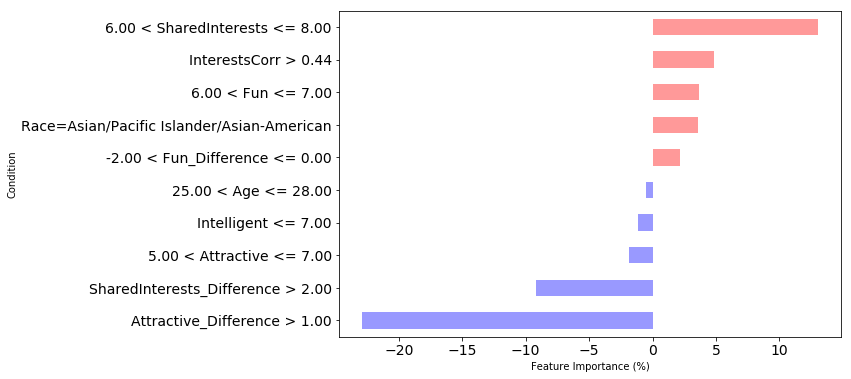 6.00 < SharedInterests <= 8.00
InterestsCorr > 0.44
6.00 < Fun <= 7.00
Race=Asian/Pacific Islander/Asian-American
-2.00 < Fun_Difference <= 0.00
25.00 < Age <= 28.00
Intelligent <= 7.00
5.00 < Attractive <= 7.00
SharedInterests_Difference > 2.00
Attractive_Difference > 1.00
Condition
−20 −15 −10 −5 0 5 10
Feature Importance (%)